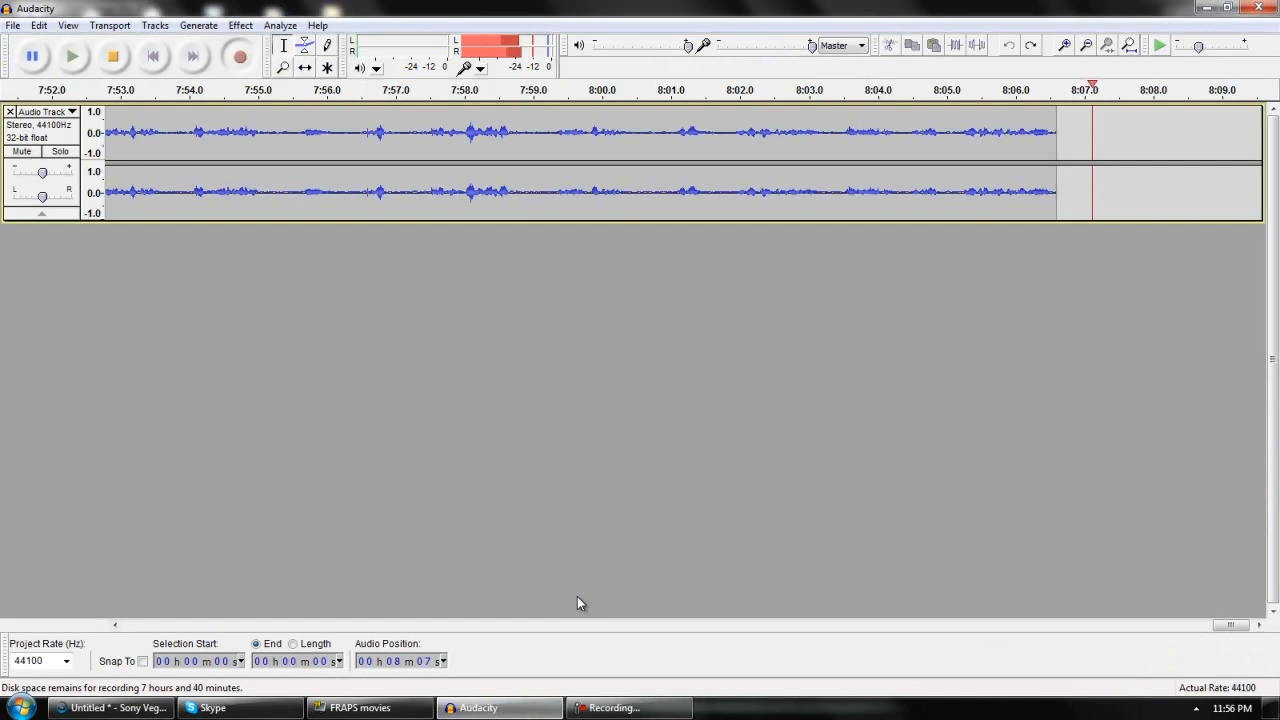 Audacity
File Edit View Transport Tracks Generate Effect Analyze Help
L R -24 -12 0 L R -24 -12 0 - + - + Master - +
7:52.0 7:53.0 7:54.0 7:55.0 7:56.0 7:57.0 7:58.0 7:59.0 8:00.0 8:01.0 8:02.0 8:03.0 8:04.0 8:05.0 8:06.0 8:07.0 8:08.0 8:09.0
X Audio Track 1.0
Stereo, 44100Hz
32-bit float 0.0
Mute Solo -1.0
- + 1.0
L R 0.0
-1.0
Project Rate (Hz): Selection Start: End Length Audio Position:
44100 Snap To 00 h 00 m 00 s 00 h 00 m 00 s 00 h 08 m 07 s
Disk space remains for recording 7 hours and 40 minutes. Actual Rate: 44100
Untitled * - Sony Veg... Skype FRAPS movies Audacity Recording... 11:56 PM